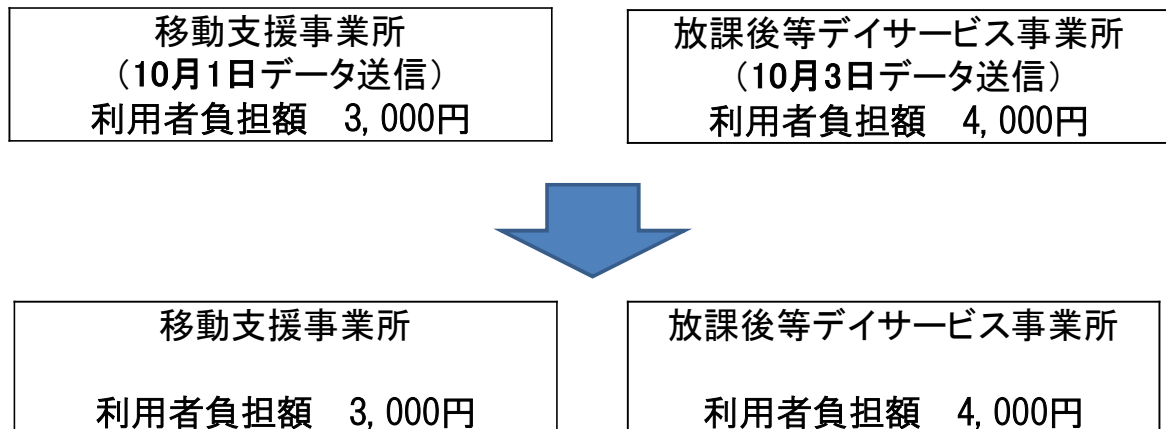 移動支援事業所
（10月1日データ送信）
利用者負担額　3,000円
放課後等デイサービス事業所
（10月3日データ送信）
利用者負担額　4,000円
移動支援事業所
利用者負担額　3,000円
放課後等デイサービス事業所
利用者負担額　4,000円